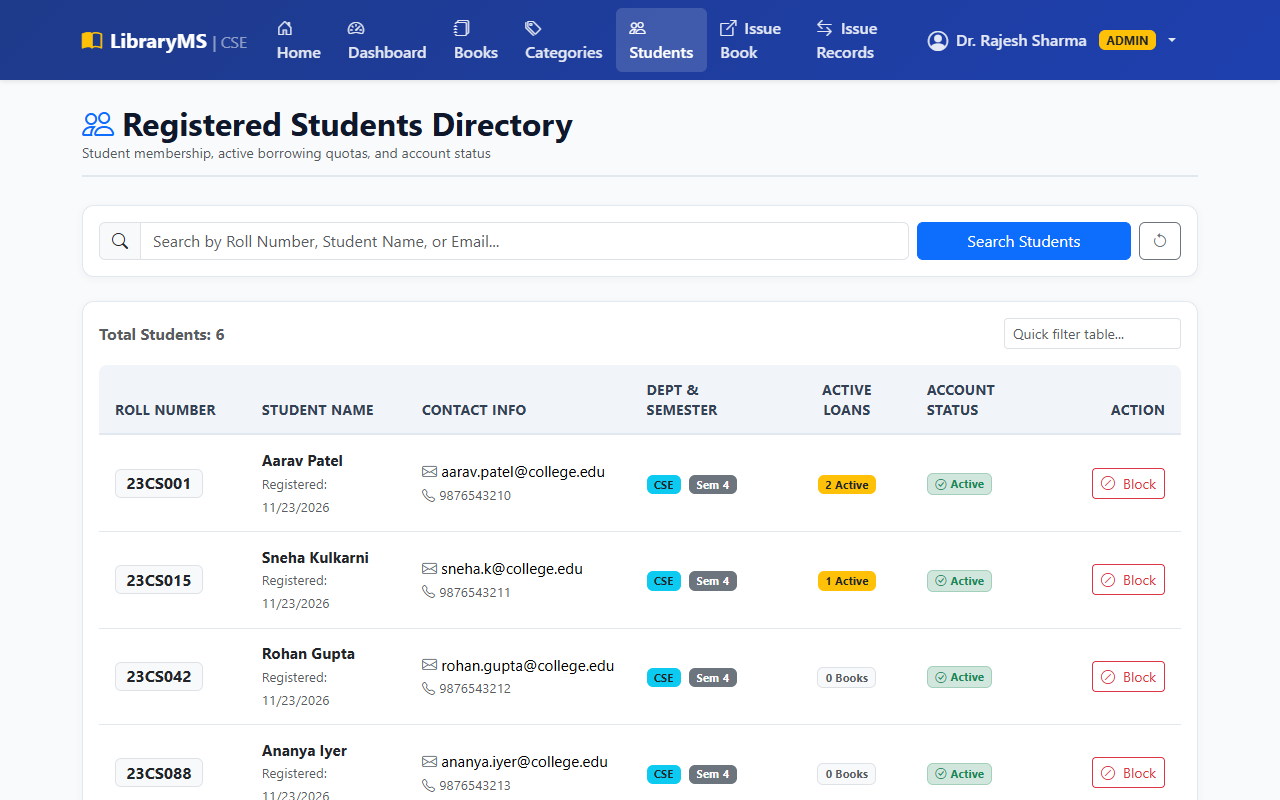 LibraryMS | CSE
Home
Dashboard
Books
Categories
Students
Issue Book
Issue Records
Dr. Rajesh Sharma ADMIN
Registered Students Directory
Student membership, active borrowing quotas, and account status
Search by Roll Number, Student Name, or Email...
Search Students
Total Students: 6
Quick filter table...
ROLL NUMBER
STUDENT NAME
CONTACT INFO
DEPT & SEMESTER
ACTIVE LOANS
ACCOUNT STATUS
ACTION
23CS001
Aarav Patel
Registered:
11/23/2026
aarav.patel@college.edu
9876543210
CSE Sem 4
2 Active
Active
Block
23CS015
Sneha Kulkarni
Registered:
11/23/2026
sneha.k@college.edu
9876543211
CSE Sem 4
1 Active
Active
Block
23CS042
Rohan Gupta
Registered:
11/23/2026
rohan.gupta@college.edu
9876543212
CSE Sem 4
0 Books
Active
Block
23CS088
Ananya Iyer
Registered:
11/23/2026
ananya.iyer@college.edu
9876543213
CSE Sem 4
0 Books
Active
Block